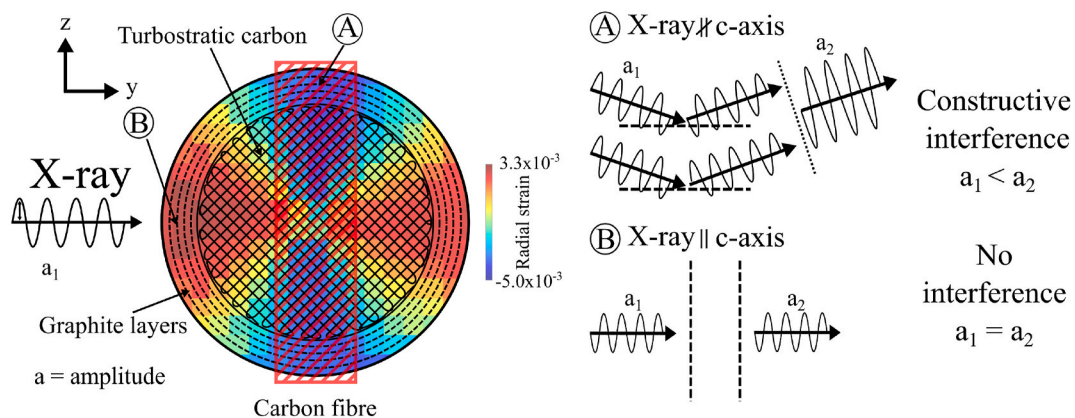 z
y
Turbostratic carbon
A
B
X-ray
a₁
Graphite layers
a = amplitude
Carbon fibre
3.3x10⁻³
Radial strain
-5.0x10⁻³
A X-ray ∦ c-axis
a₁
a₂
Constructive
interference
a₁ < a₂
B X-ray || c-axis
a₁
a₂
No
interference
a₁ = a₂